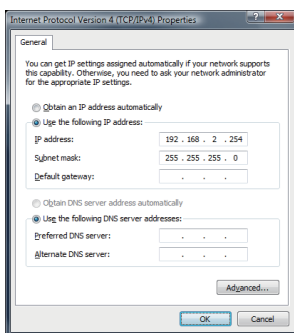 Internet Protocol Version 4 (TCP/IPv4) Properties
General
You can get IP settings assigned automatically if your network supports
this capability. Otherwise, you need to ask your network administrator
for the appropriate IP settings.
Obtain an IP address automatically
Use the following IP address:
IP address: 192 . 168 . 2 . 254
Subnet mask: 255 . 255 . 255 . 0
Default gateway: . . .
Obtain DNS server address automatically
Use the following DNS server addresses:
Preferred DNS server: . . .
Alternate DNS server: . . .
Advanced...
OK Cancel